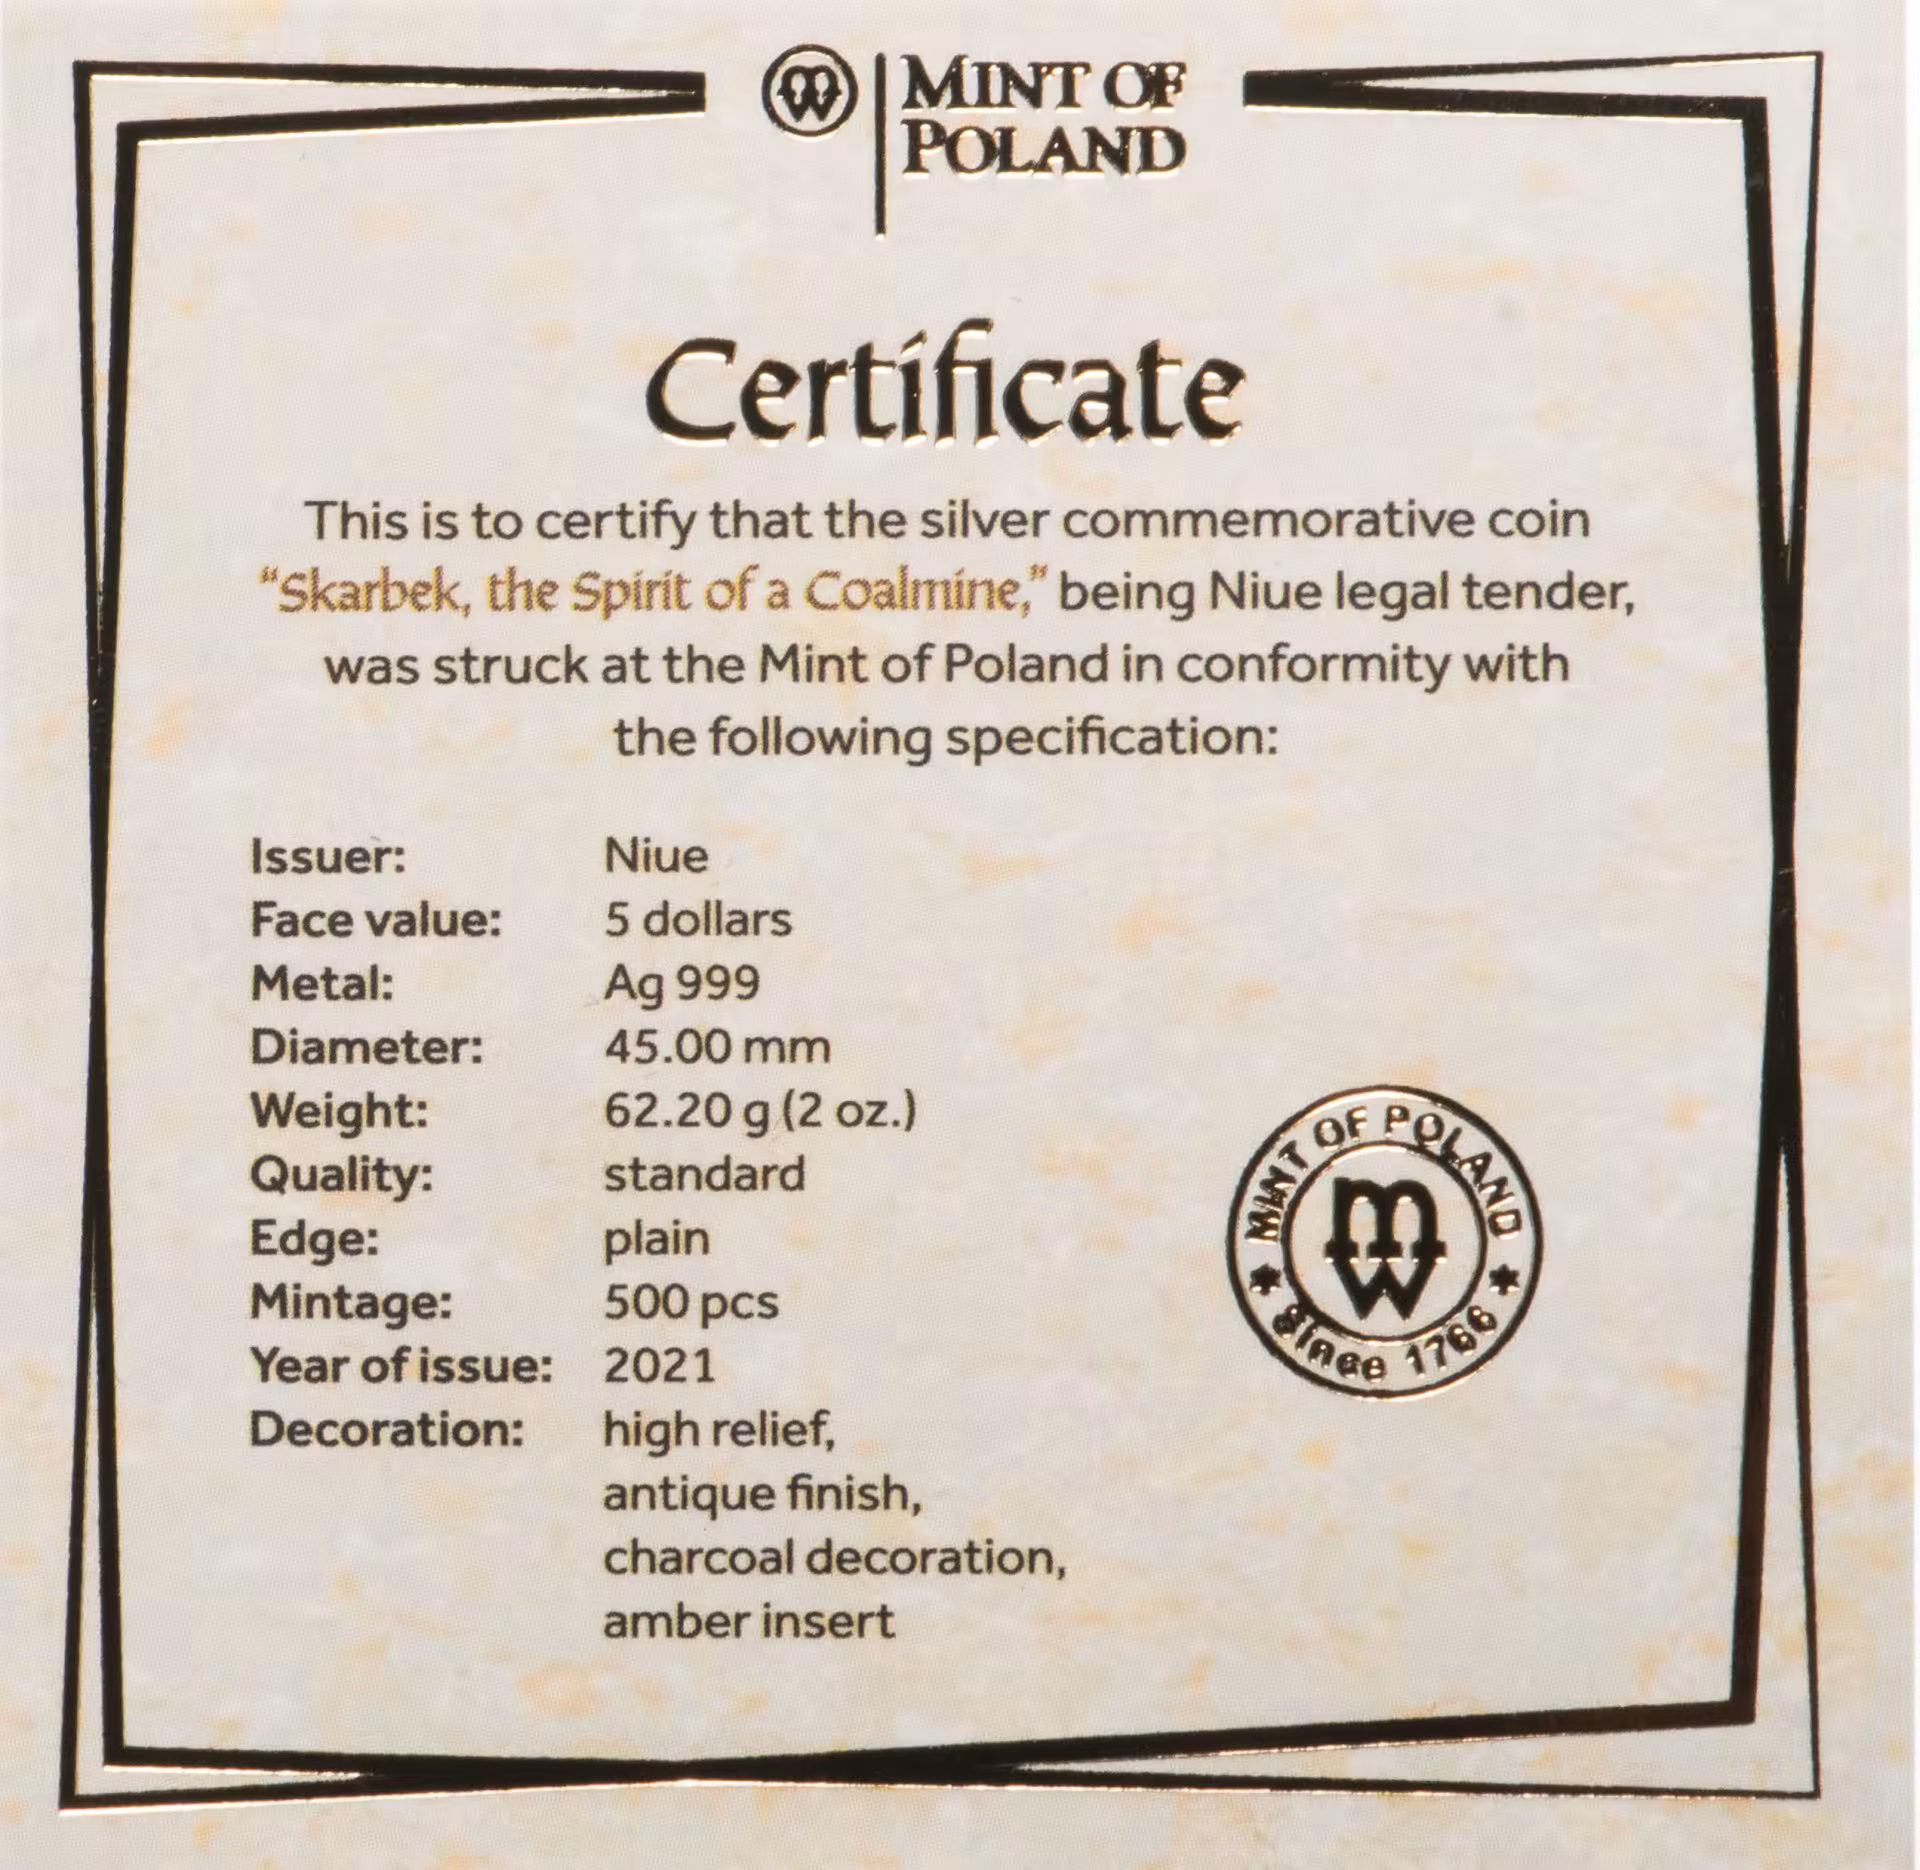 MINT OF
POLAND
Certificate
This is to certify that the silver commemorative coin
“Skarbek, the Spirit of a Coalmine,” being Niue legal tender,
was struck at the Mint of Poland in conformity with
the following specification:
Issuer: Niue
Face value: 5 dollars
Metal: Ag 999
Diameter: 45.00 mm
Weight: 62.20 g (2 oz.)
Quality: standard
Edge: plain
Mintage: 500 pcs
Year of issue: 2021
Decoration: high relief,
antique finish,
charcoal decoration,
amber insert
MINT OF POLAND
mw
since 1766